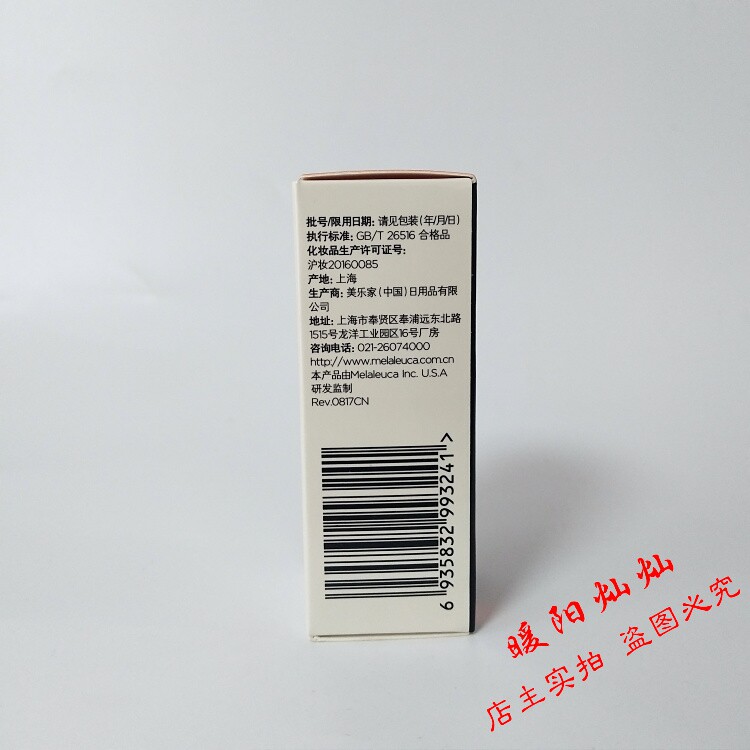 批号/限用日期: 请见包装(年/月/日)
执行标准: GB/T 26516 合格品
化妆品生产许可证号:
沪妆20160085
产地: 上海
生产商: 美乐家(中国)日用品有限
公司
地址: 上海市奉贤区奉浦远东北路
1515号龙洋工业园区16号厂房
咨询电话: 021-26074000
http://www.melaleuca.com.cn
本产品由Melaleuca Inc. U.S.A
研发监制
Rev.0817CN
6 935832 993241 >
暖阳灿灿
店主实拍 盗图必究